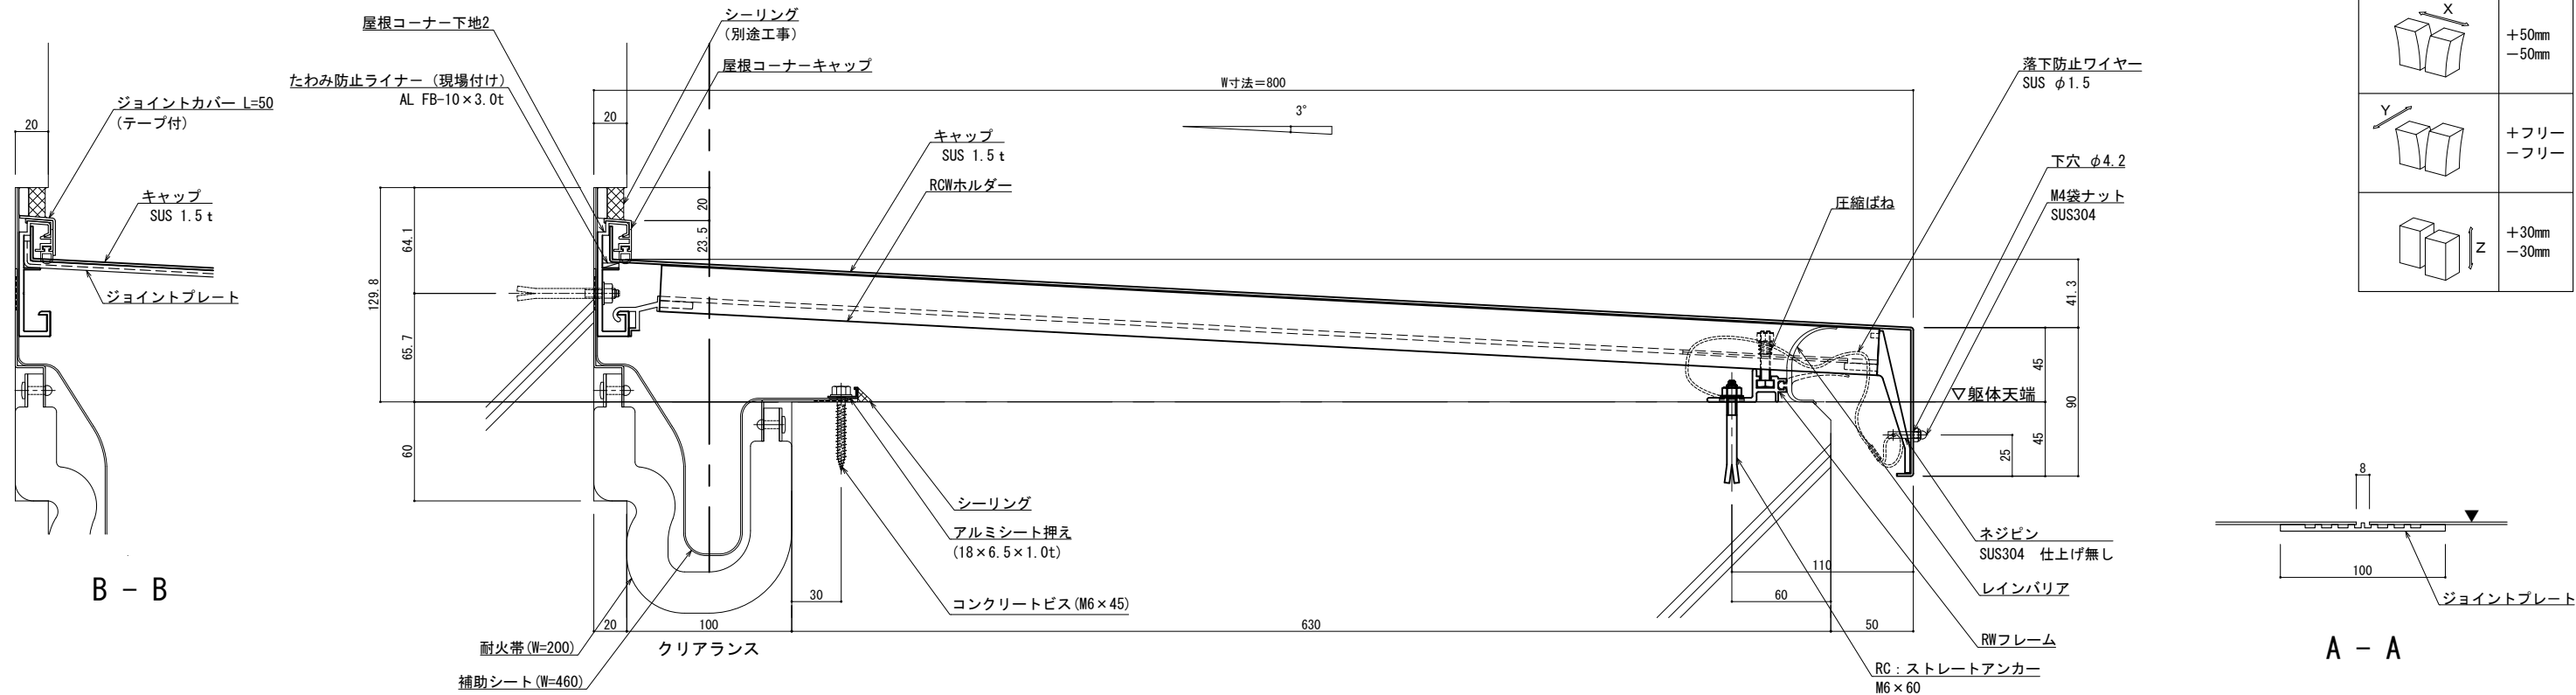 屋根コーナー下地2
シーリング
(別途工事)
屋根コーナーキャップ
たわみ防止ライナー (現場付け)
AL FB-10×3.0t
ジョイントカバー L=50
(テープ付)
20
キャップ
SUS 1.5t
ジョイントプレート
B - B
W寸法=800
20
3°
キャップ
SUS 1.5t
RCWホルダー
20
23.5
64.1
129.8
65.7
60
圧縮ばね
落下防止ワイヤー
SUS φ1.5
下穴 φ4.2
M4袋ナット
SUS304
41.3
45
▽躯体天端
90
45
25
シーリング
アルミシート押え
(18×6.5×1.0t)
コンクリートビス(M6×45)
30
20
100
630
50
110
60
クリアランス
耐火帯(W=200)
補助シート(W=460)
ネジピン
SUS304 仕上げ無し
レインバリア
RWフレーム
RC:ストレートアンカー
M6×60
X
+50mm
-50mm
Y
+フリー
-フリー
Z
+30mm
-30mm
8
100
ジョイントプレート
A - A